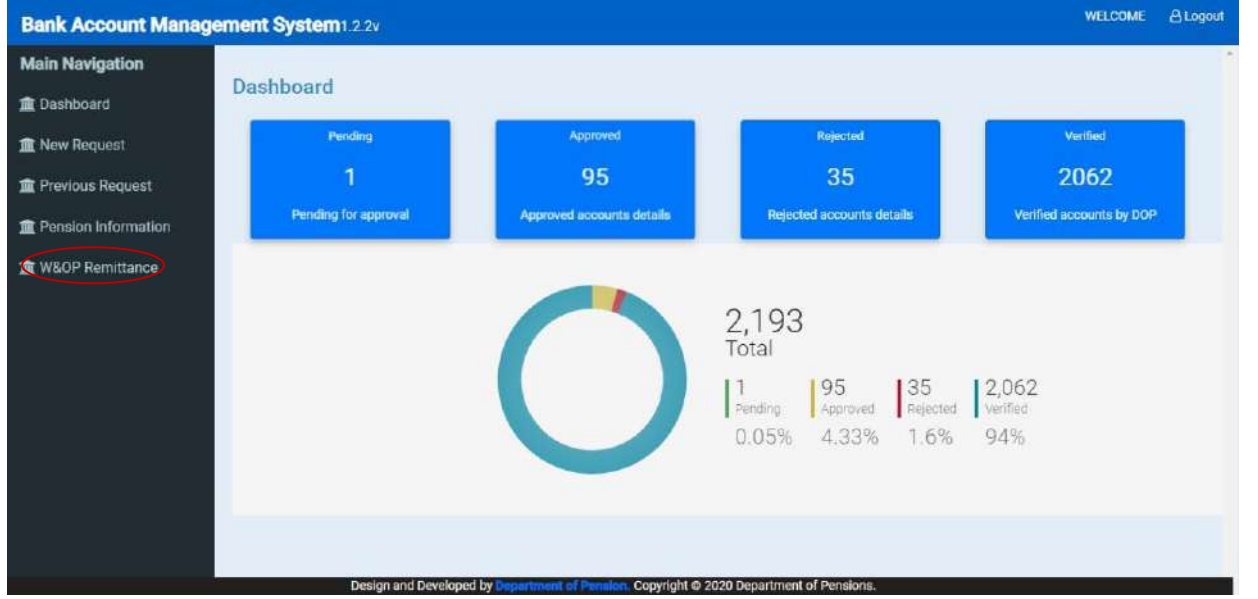 Bank Account Management System1.2.2v
WELCOME Logout
Main Navigation
Dashboard
New Request
Previous Request
Pension Information
W&OP Remittance
Dashboard
Pending
1
Pending for approval
Approved
95
Approved accounts details
Rejected
35
Rejected accounts details
Verified
2062
Verified accounts by DOP
2,193
Total
1 95 35 2,062
Pending Approved Rejected Verified
0.05% 4.33% 1.6% 94%
Design and Developed by Department of Pension. Copyright © 2020 Department of Pensions.